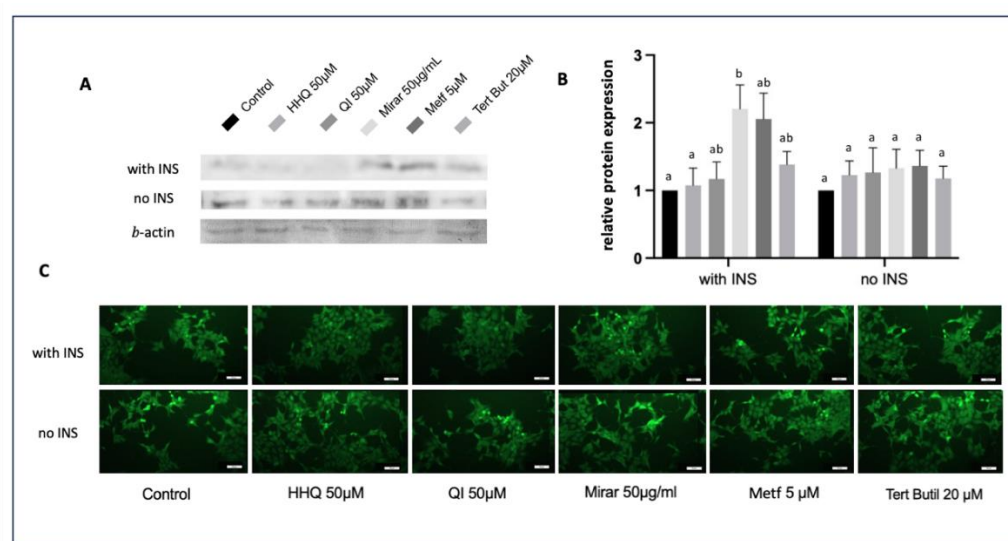 A
Control
HHQ 50µM
QI 50µM
Mirar 50µg/mL
Metf 5µM
Tert But 20µM
with INS
no INS
b-actin
B
relative protein expression
3
2
1
0
a
a
ab
b
ab
ab
a
a
a
a
a
a
with INS
no INS
C
with INS
no INS
Control
HHQ 50µM
QI 50µM
Mirar 50µg/ml
Metf 5 µM
Tert Butil 20 µM